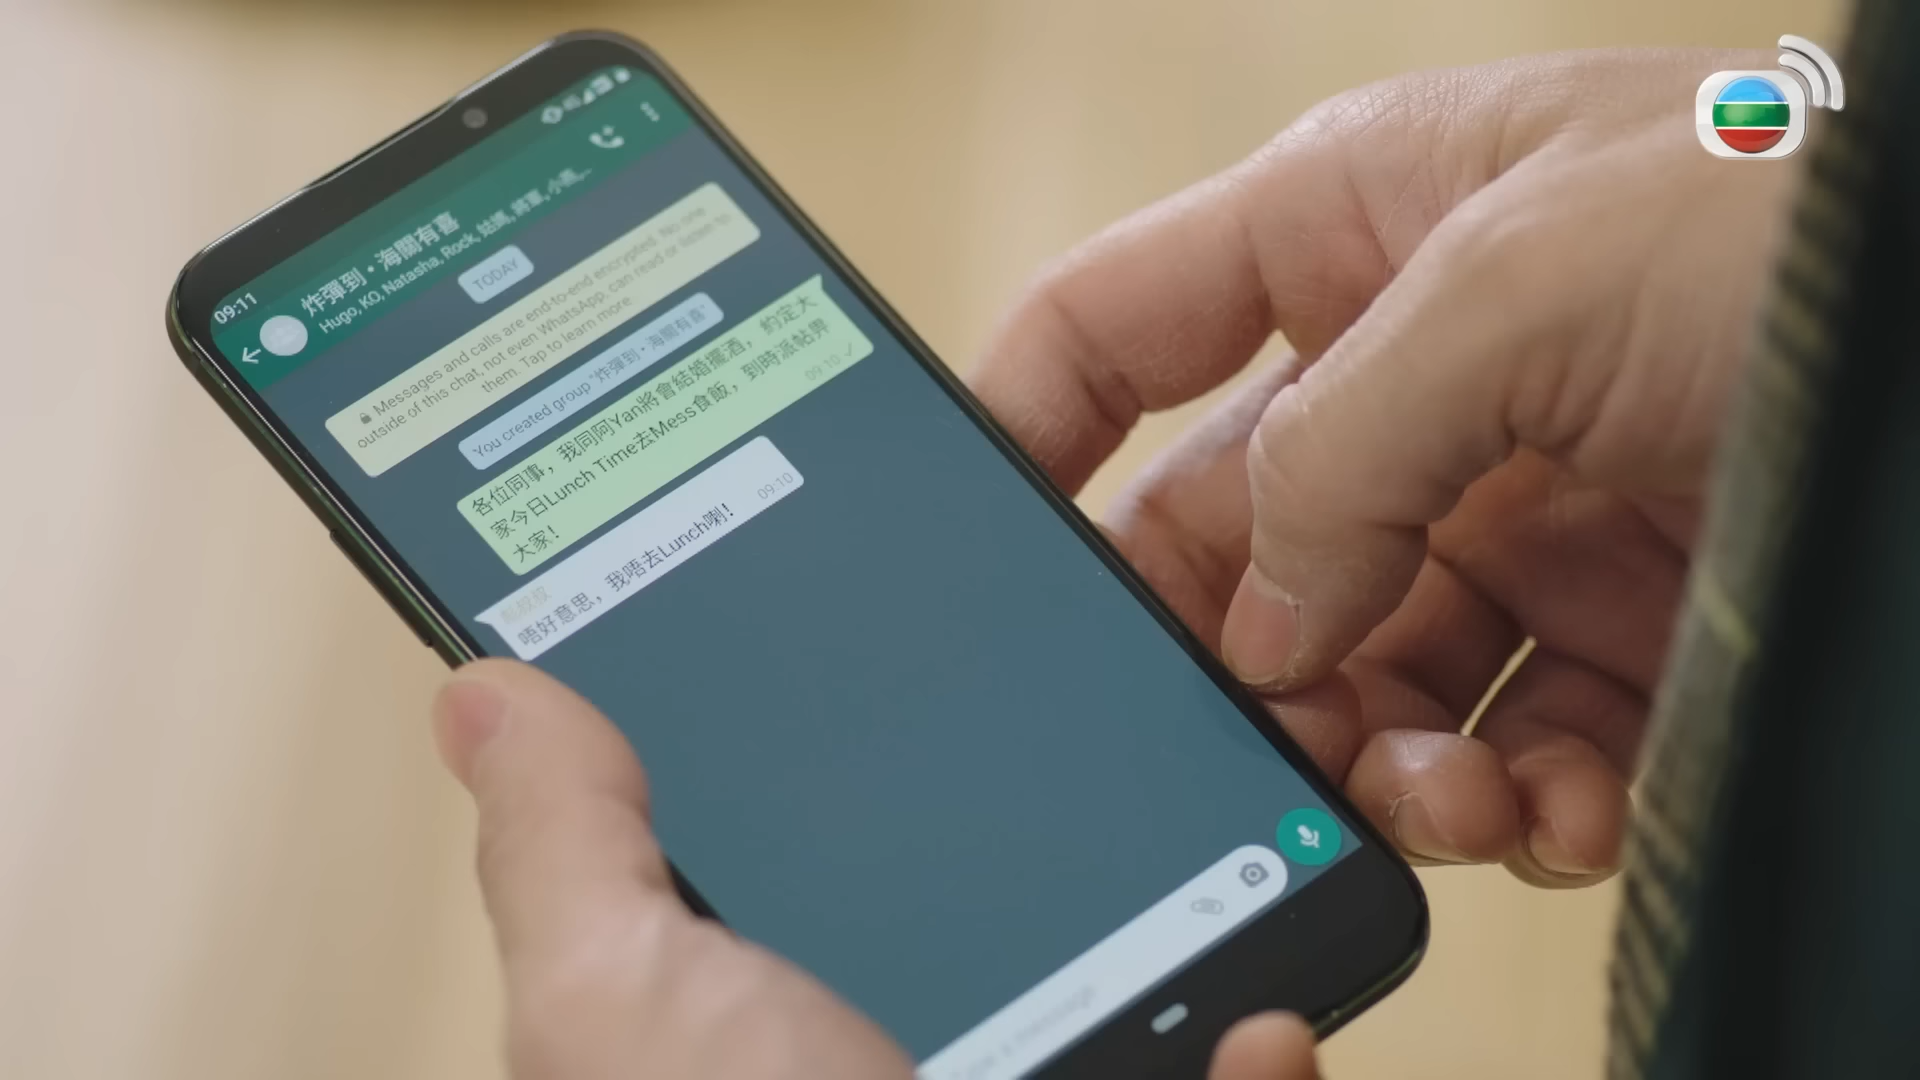 09:11
炸彈到•海關有喜
Hugo, KO, Natasha, Rock, 姑媽, 將軍, 小熊,...
TODAY
Messages and calls are end-to-end encrypted. No one
outside of this chat, not even WhatsApp, can read or listen to
them. Tap to learn more.
You created group "炸彈到•海關有喜"
各位同事，我同阿Yan將會結婚擺酒，約定大
家今日Lunch Time去Mess食飯，到時派帖畀
大家！
09:10
唔好意思，我唔去Lunch喇！
09:10